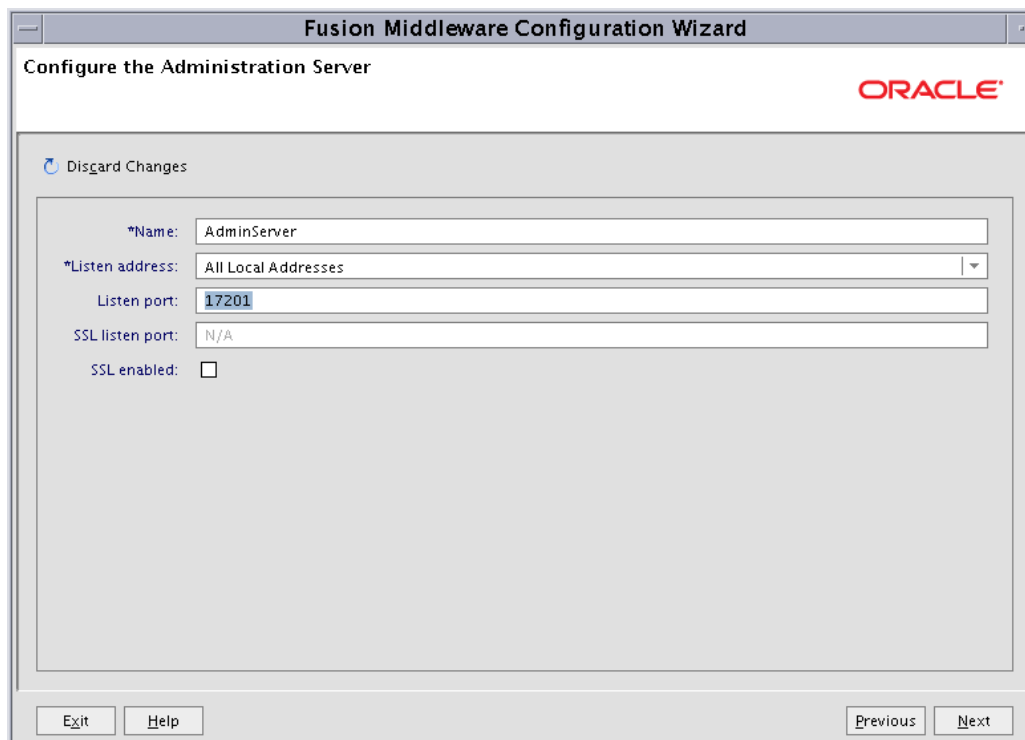 Fusion Middleware Configuration Wizard
Configure the Administration Server
ORACLE
Discard Changes
*Name: AdminServer
*Listen address: All Local Addresses
Listen port: 17201
SSL listen port: N/A
SSL enabled:
Exit Help Previous Next